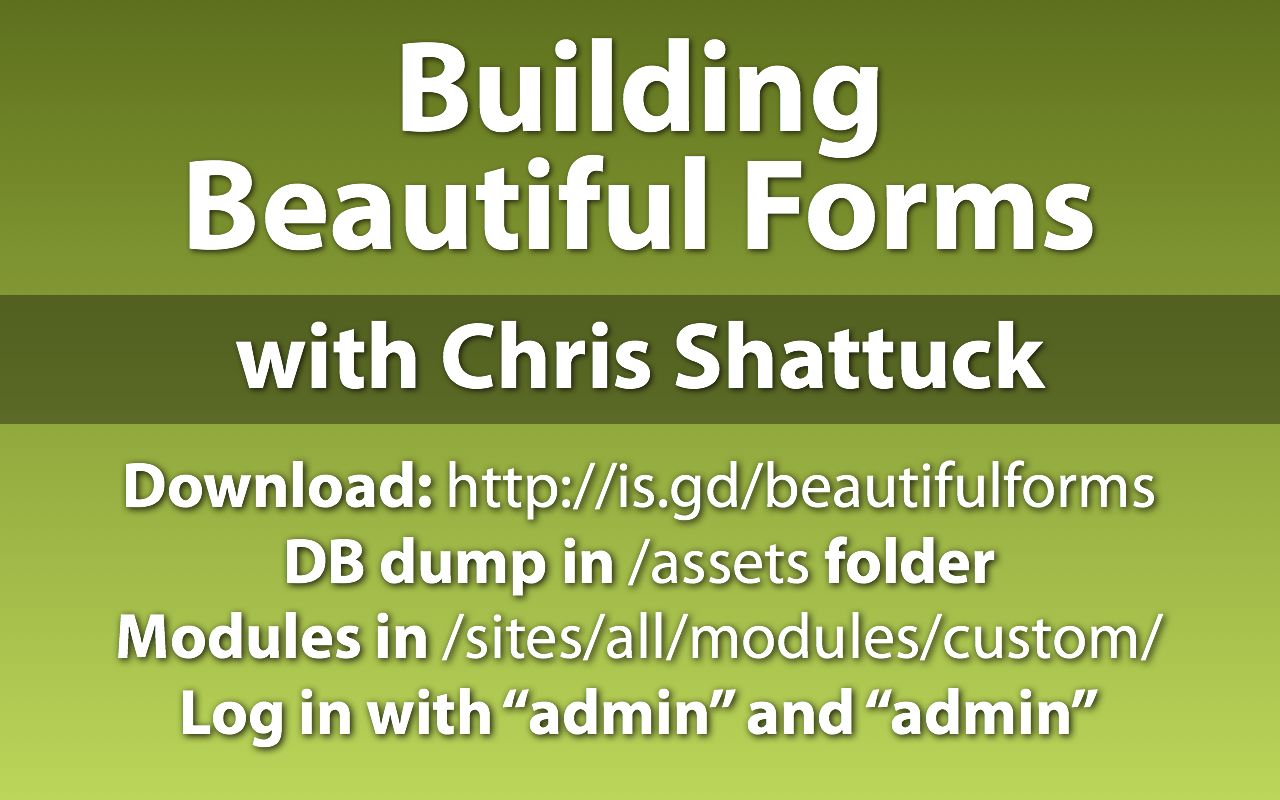 Building
Beautiful Forms
with Chris Shattuck
Download: http://is.gd/beautifulforms
DB dump in /assets folder
Modules in /sites/all/modules/custom/
Log in with “admin” and “admin”